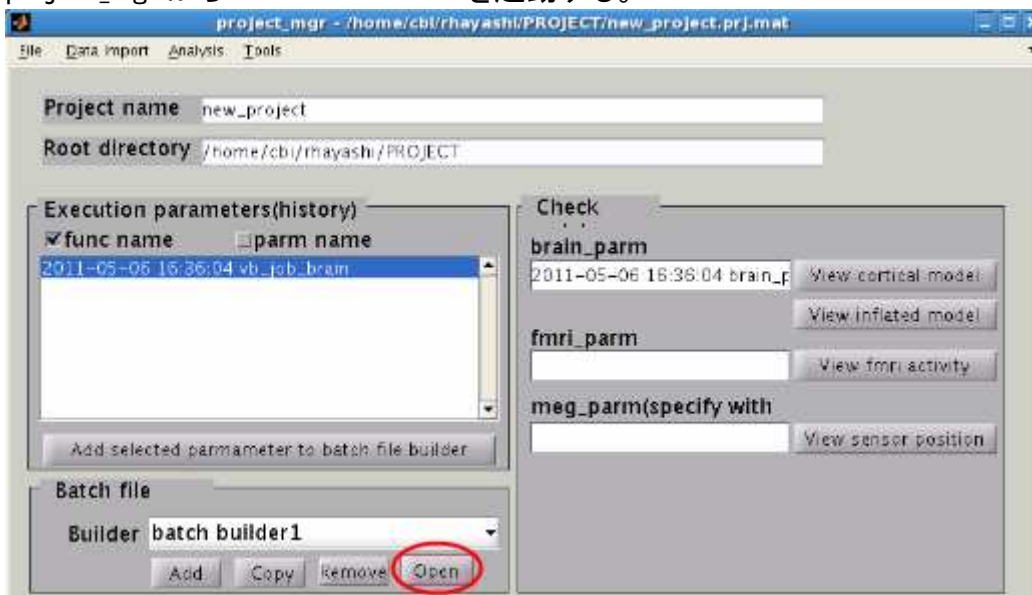 project_mgr - /home/cbi/rhayashi/PROJECT/new_project.prj.mat
File Data Import Analysis Tools
Project name new_project
Root directory /home/cbi/rhayashi/PROJECT
Execution parameters(history)
func name parm name
2011-05-06 16:36:04 vb_job_brain
Add selected parmameter to batch file builder
Batch file
Builder batch builder1
Add Copy Remove Open
Check
brain_parm
2011-05-06 16:36:04 brain_p View cortical model
View inflated model
fmri_parm
View fmri activity
meg_parm(specify with
View sensor position